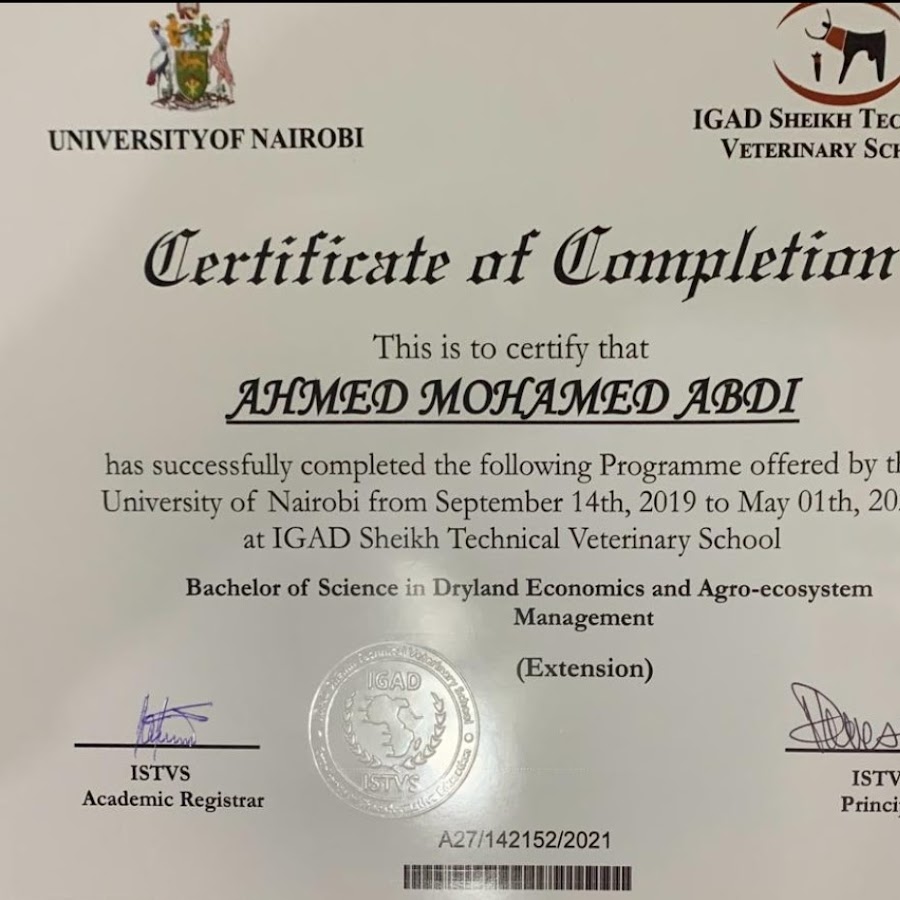 UNIVERSITYOF NAIROBI
IGAD SHEIKH TEC
VETERINARY SCH
Certificate of Completion
This is to certify that
AHMED MOHAMED ABDI
has successfully completed the following Programme offered by th
University of Nairobi from September 14th, 2019 to May 01th, 20
at IGAD Sheikh Technical Veterinary School
Bachelor of Science in Dryland Economics and Agro-ecosystem
Management
(Extension)
IGAD
ISTVS
ISTVS
Academic Registrar
ISTV
Princi
A27/142152/2021